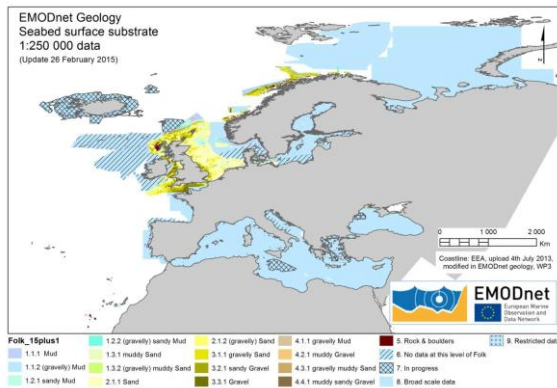 EMODnet Geology
Seabed surface substrate
1:250 000 data
(Update 26 February 2015)
0 1 000 2 000
Km
Coastline: EEA, upload 4th July 2013,
modified in EMODnet geology, WP3
EMODnet
European Marine
Observation and
Data Network
Folk_15plus1
1.1.1 Mud
1.1.2 (gravelly) Mud
1.2.1 sandy Mud
1.2.2 (gravelly) sandy Mud
1.3.1 muddy Sand
1.3.2 (gravelly) muddy Sand
2.1.1 Sand
2.1.2 (gravelly) Sand
3.1.1 gravelly Sand
3.2.1 sandy Gravel
3.3.1 Gravel
4.1.1 gravelly Mud
4.2.1 muddy Gravel
4.3.1 gravelly muddy Sand
4.4.1 muddy sandy Gravel
5. Rock & boulders
6. No data at this level of Folk
7. In progress
8. Broad scale data
9. Restricted data